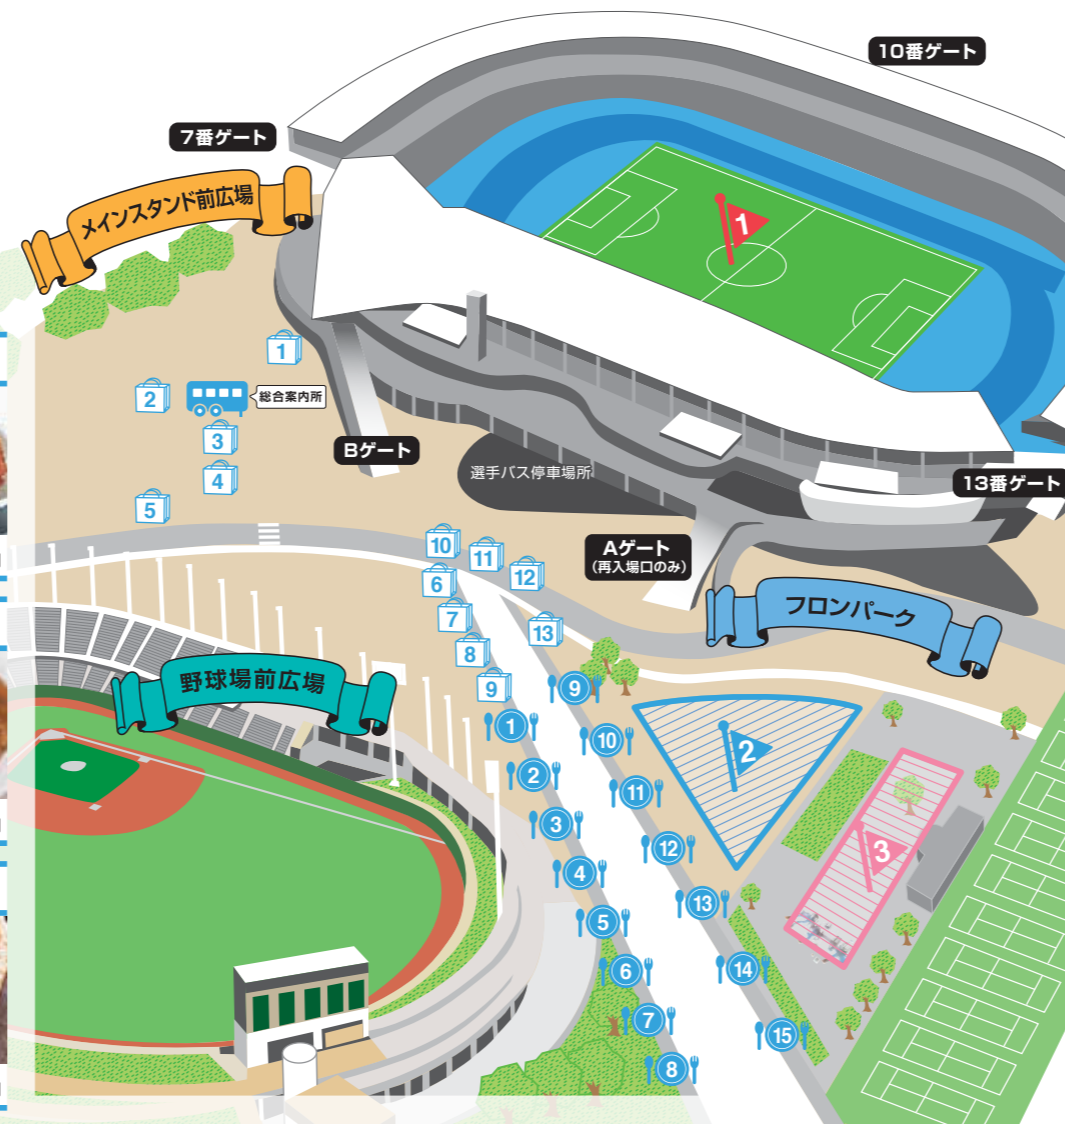 10番ゲート
7番ゲート
メインスタンド前広場
1
1
2
総合案内所
3
4
5
Bゲート
選手バス停車場所
13番ゲート
Aゲート
(再入場口のみ)
10
11
12
6
7
13
8
9
フロンパーク
野球場前広場
9
1
10
2
2
11
3
12
3
4
13
5
14
6
7
15
8